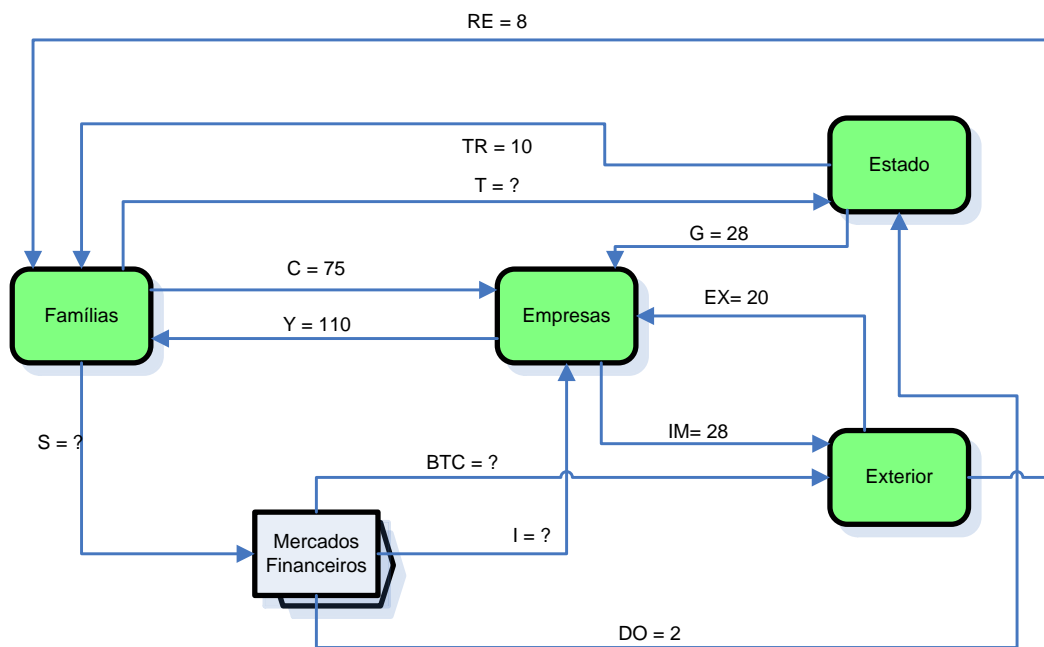 RE = 8
TR = 10
Estado
T = ?
G = 28
C = 75
EX= 20
Famílias
Empresas
Y = 110
S = ?
IM= 28
BTC = ?
Exterior
I = ?
Mercados
Financeiros
DO = 2